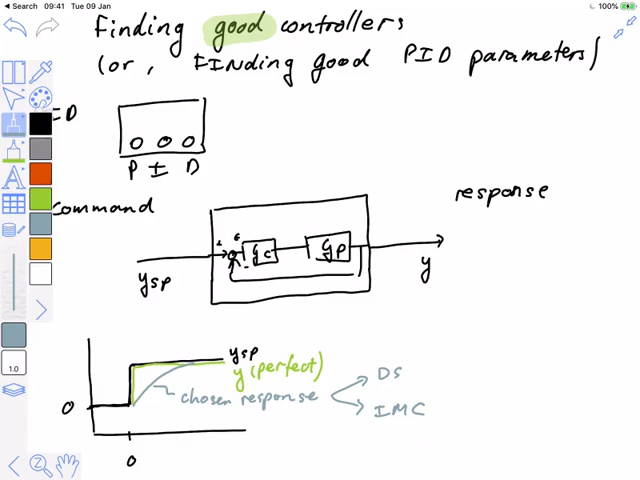 Search 09:41 Tue 09 Jan
100%
Finding good controllers
(or, FInding good PID parameters)
=D
P I D
command
response
ysp
gc
gp
y
ysp
y (perfect)
chosen response
DS
IMC
0
0
1.0